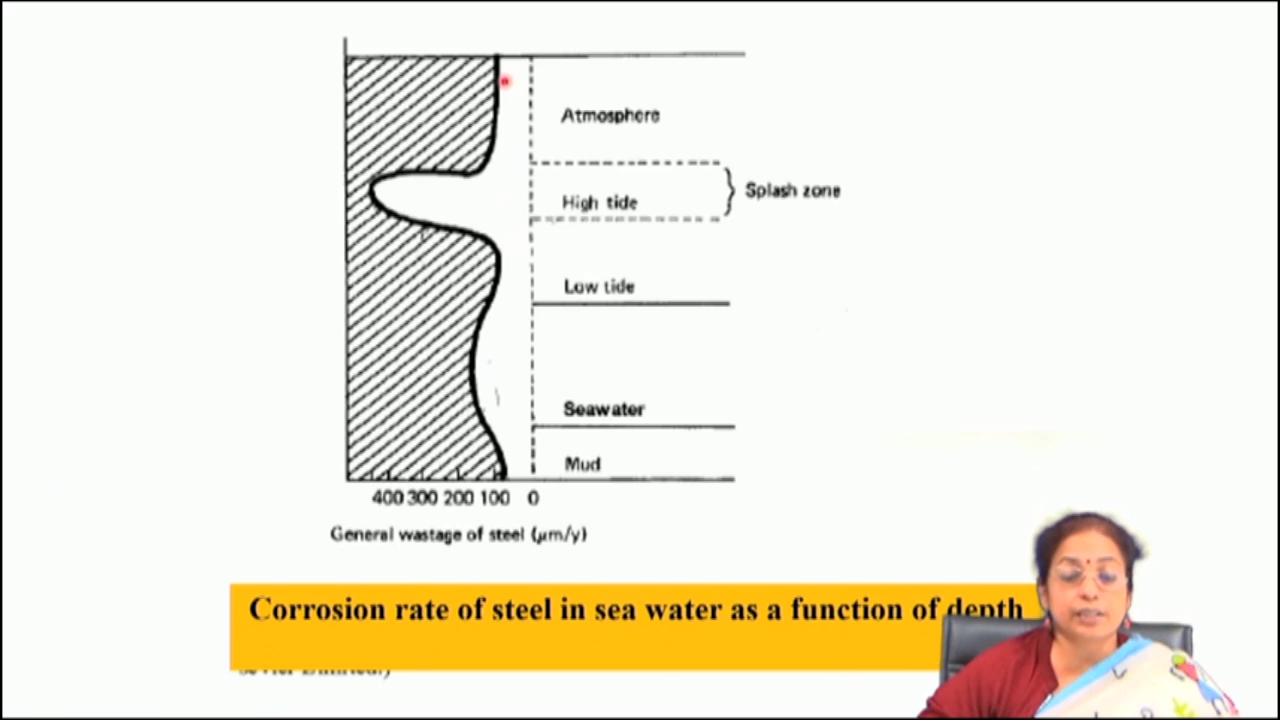 Atmosphere
High tide
Splash zone
Low tide
Seawater
Mud
400 300 200 100 0
General wastage of steel (μm/y)
Corrosion rate of steel in sea water as a function of depth